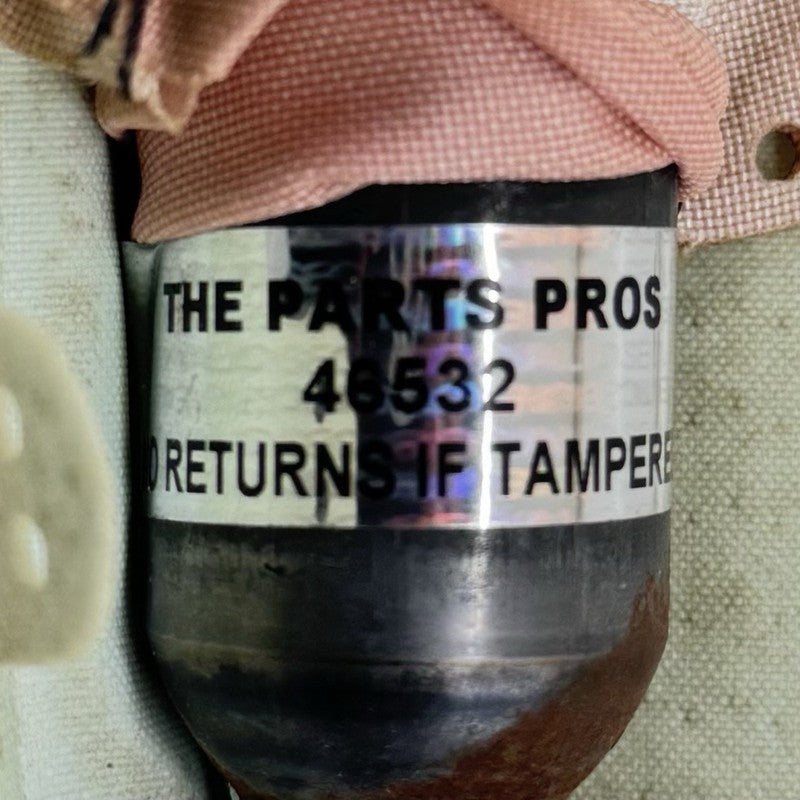 THE PARTS PROS
46532
O RETURNS IF TAMPERE